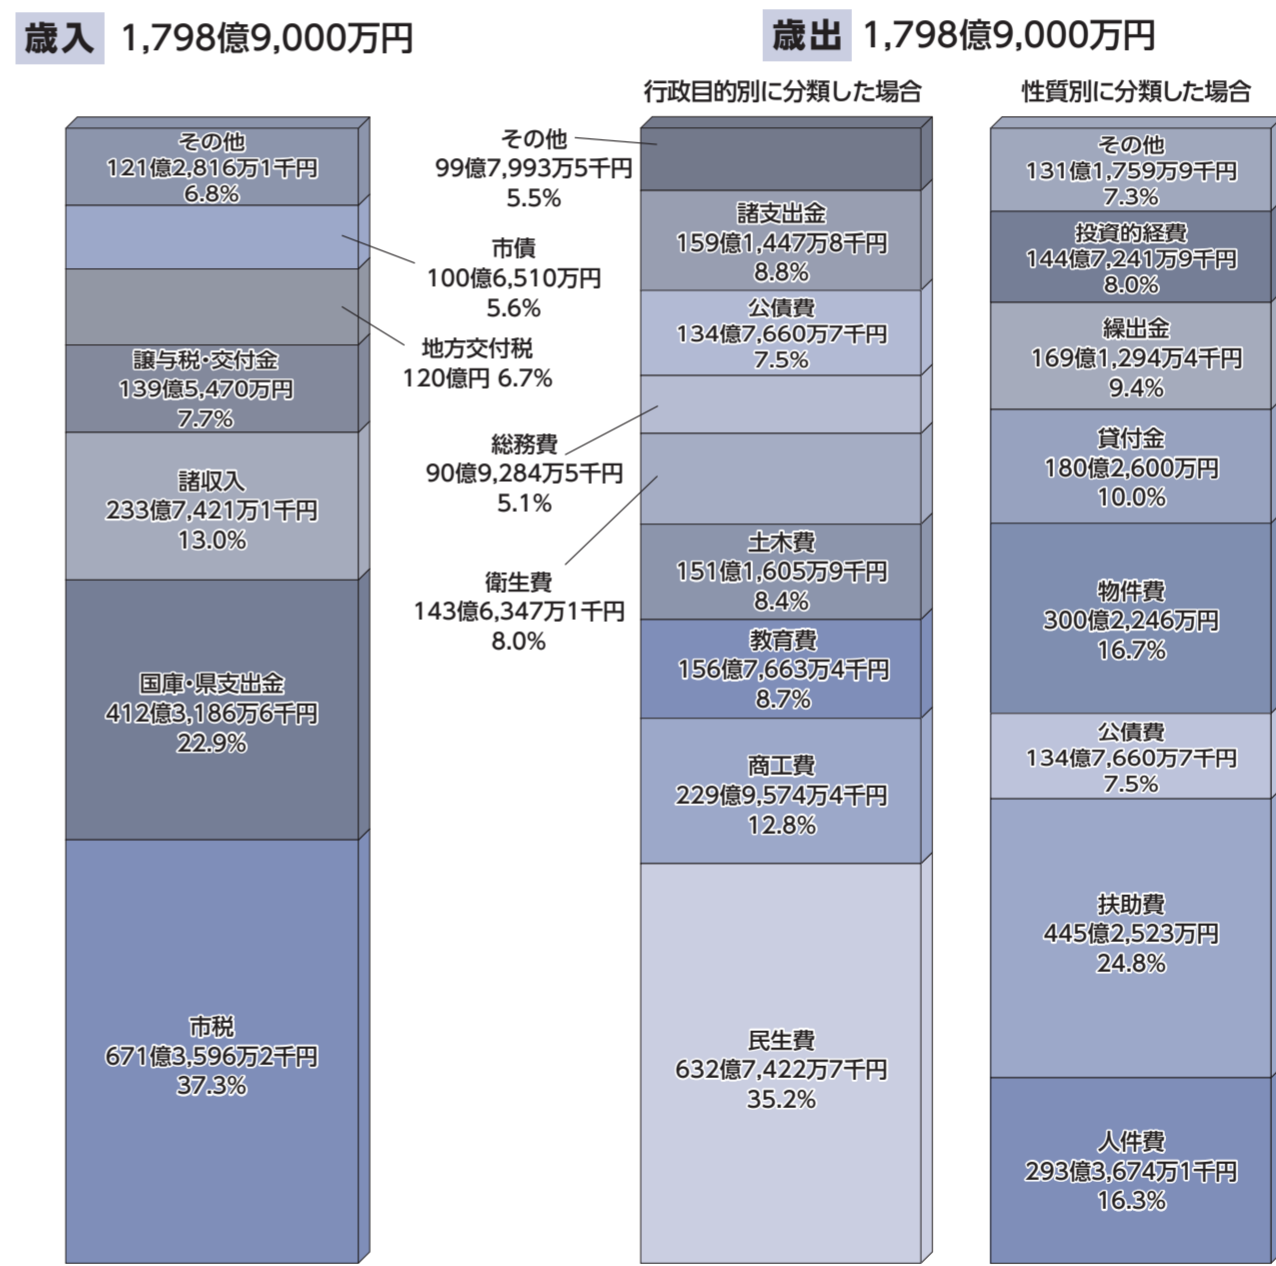 歳入 1,798億9,000万円
その他
121億2,816万1千円
6.8%
市債
100億6,510万円
5.6%
地方交付税
120億円 6.7%
譲与税・交付金
139億5,470万円
7.7%
諸収入
233億7,421万1千円
13.0%
国庫・県支出金
412億3,186万6千円
22.9%
市税
671億3,596万2千円
37.3%
歳出 1,798億9,000万円
行政目的別に分類した場合
その他
99億7,993万5千円
5.5%
諸支出金
159億1,447万8千円
8.8%
公債費
134億7,660万7千円
7.5%
総務費
90億9,284万5千円
5.1%
衛生費
143億6,347万1千円
8.0%
土木費
151億1,605万9千円
8.4%
教育費
156億7,663万4千円
8.7%
商工費
229億9,574万4千円
12.8%
民生費
632億7,422万7千円
35.2%
性質別に分類した場合
その他
131億1,759万9千円
7.3%
投資的経費
144億7,241万9千円
8.0%
繰出金
169億1,294万4千円
9.4%
貸付金
180億2,600万円
10.0%
物件費
300億2,246万円
16.7%
公債費
134億7,660万7千円
7.5%
扶助費
445億2,523万円
24.8%
人件費
293億3,674万1千円
16.3%